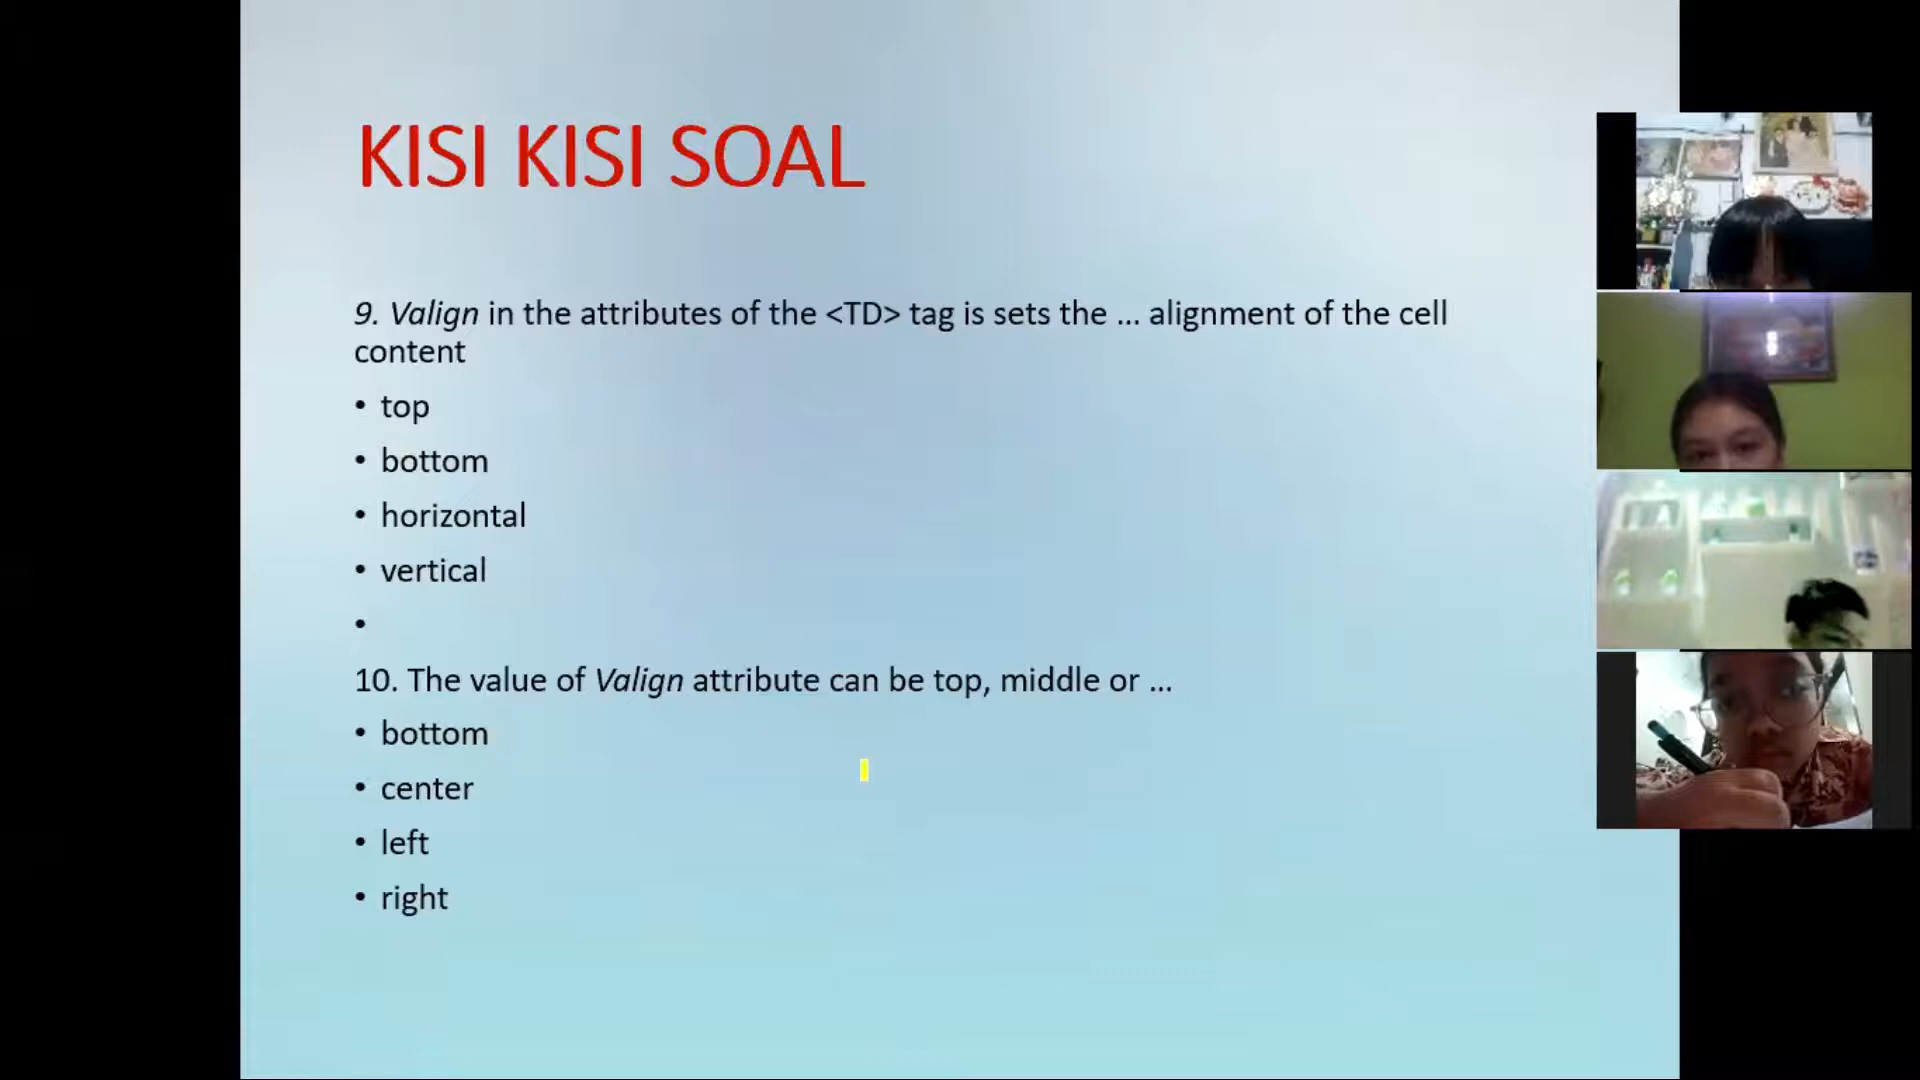 KISI KISI SOAL
9. Valign in the attributes of the <TD> tag is sets the ... alignment of the cell
content
• top
• bottom
• horizontal
• vertical
•
10. The value of Valign attribute can be top, middle or ...
• bottom
• center
• left
• right